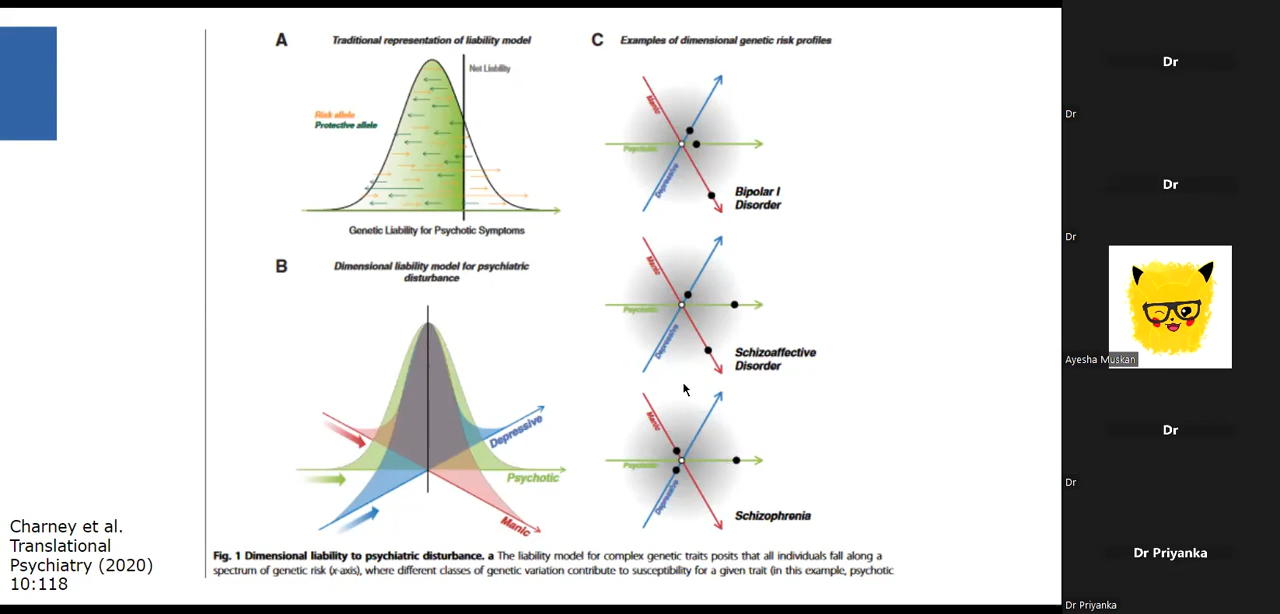 A
Traditional representation of liability model
Net Liability
Risk allele
Protective allele
Genetic Liability for Psychotic Symptoms
B
Dimensional liability model for psychiatric
disturbance
Depressive
Psychotic
Manic
C
Examples of dimensional genetic risk profiles
Manic
Psychotic
Depressive
Bipolar I
Disorder
Manic
Psychotic
Depressive
Schizoaffective
Disorder
Manic
Psychotic
Depressive
Schizophrenia
Charney et al.
Translational
Psychiatry (2020)
10:118
Fig. 1 Dimensional liability to psychiatric disturbance. a The liability model for complex genetic traits posits that all individuals fall along a
spectrum of genetic risk (x-axis), where different classes of genetic variation contribute to susceptibility for a given trait (in this example, psychotic
Dr
Dr
Dr
Dr
Ayesha Muskan
Dr
Dr
Dr Priyanka
Dr Priyanka